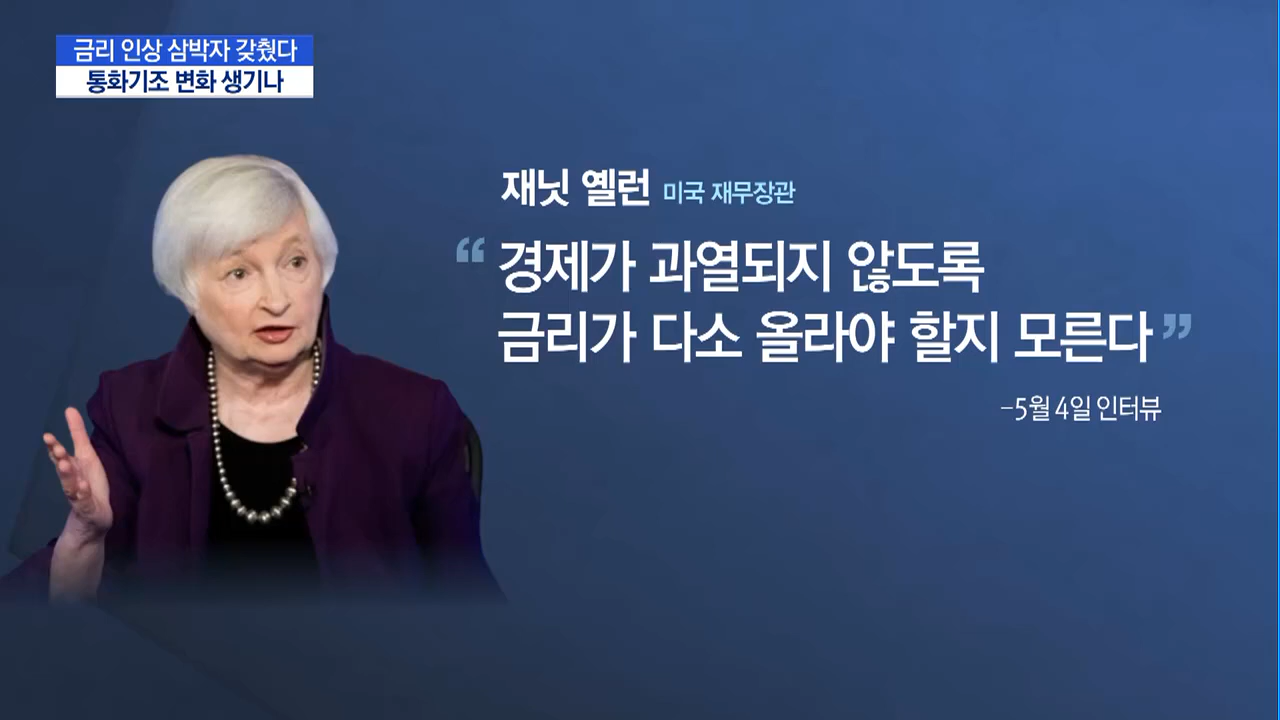 금리 인상 삼박자 갖췄다
통화기조 변화 생기나
재닛 옐런 미국 재무장관
“경제가 과열되지 않도록
금리가 다소 올라야 할지 모른다”
-5월 4일 인터뷰